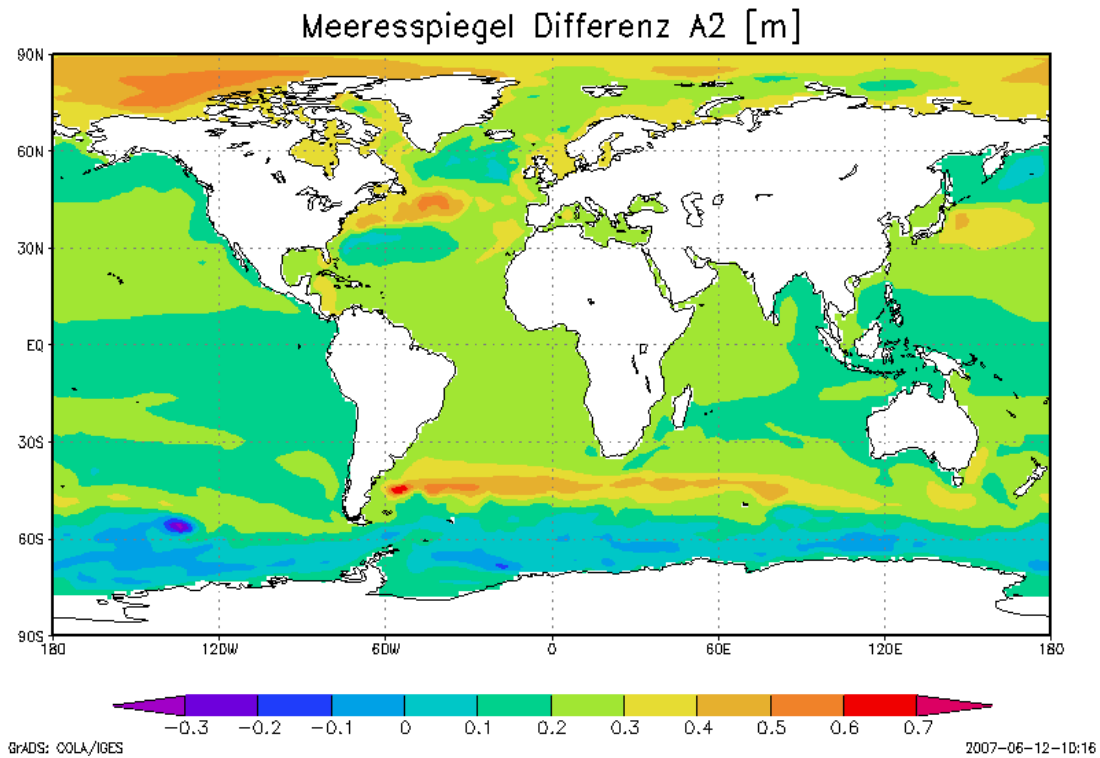 Meeresspiegel Differenz A2 [m]
90N
60N
30N
EQ
30S
60S
90S
180 120W 60W 0 60E 120E 180
-0.3 -0.2 -0.1 0 0.1 0.2 0.3 0.4 0.5 0.6 0.7
GrADS: COLA/IGES 2007-06-12-10:16